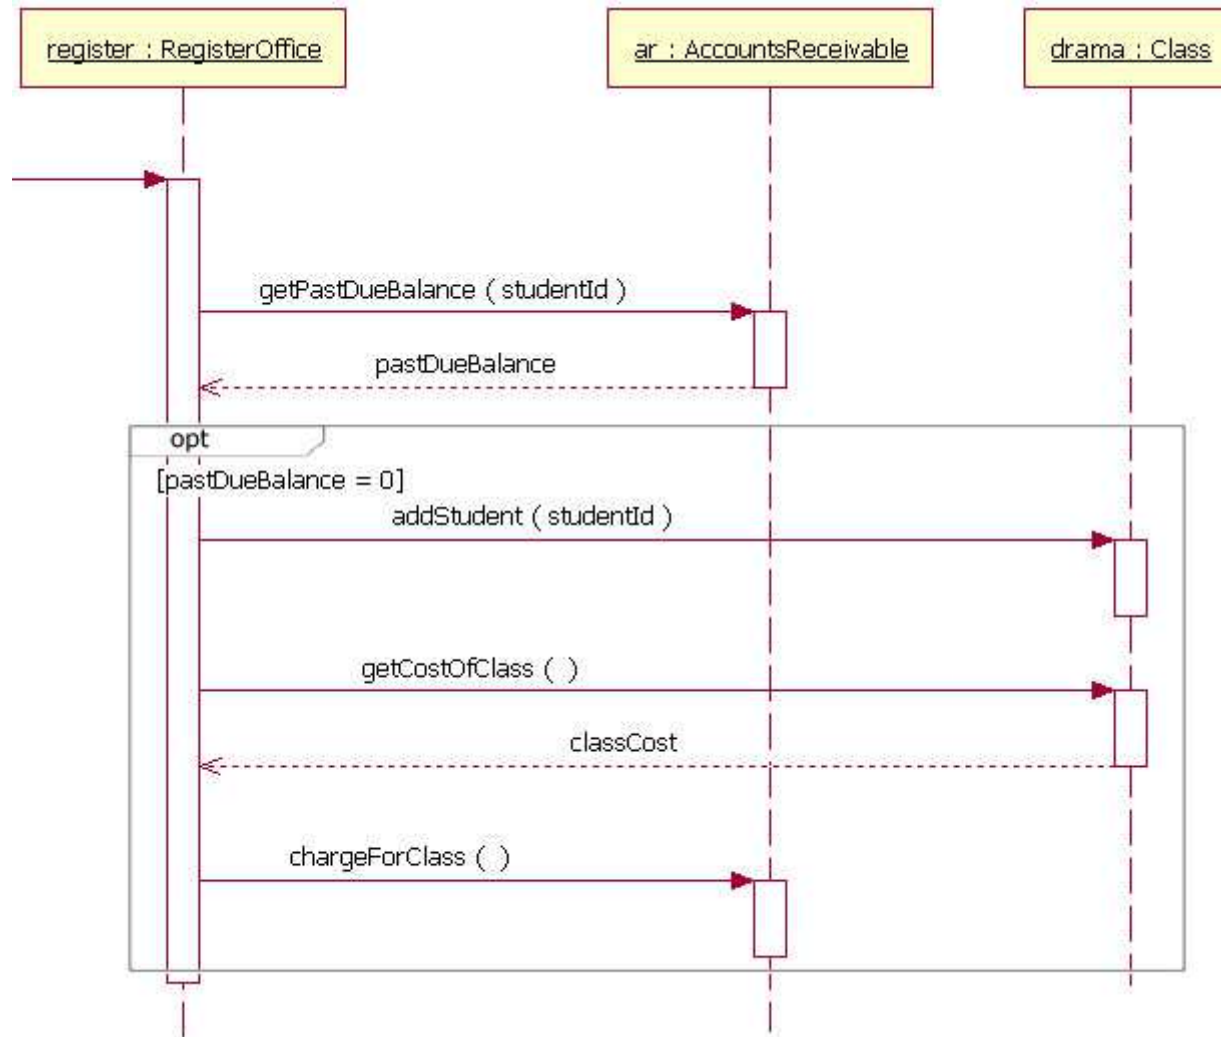 register : RegisterOffice
ar : AccountsReceivable
drama : Class
getPastDueBalance ( studentId )
pastDueBalance
opt
[pastDueBalance = 0]
addStudent ( studentId )
getCostOfClass ( )
classCost
chargeForClass ( )